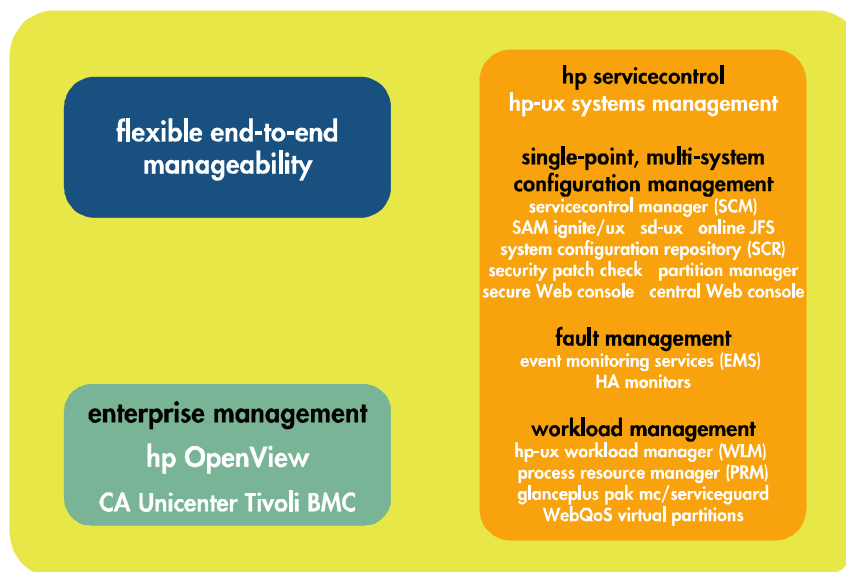 flexible end-to-end
manageability
enterprise management
hp OpenView
CA Unicenter Tivoli BMC
hp servicecontrol
hp-ux systems management
single-point, multi-system
configuration management
servicecontrol manager (SCM)
SAM ignite/ux sd-ux online JFS
system configuration repository (SCR)
security patch check partition manager
secure Web console central Web console
fault management
event monitoring services (EMS)
HA monitors
workload management
hp-ux workload manager (WLM)
process resource manager (PRM)
glanceplus pak mc/serviceguard
WebQoS virtual partitions